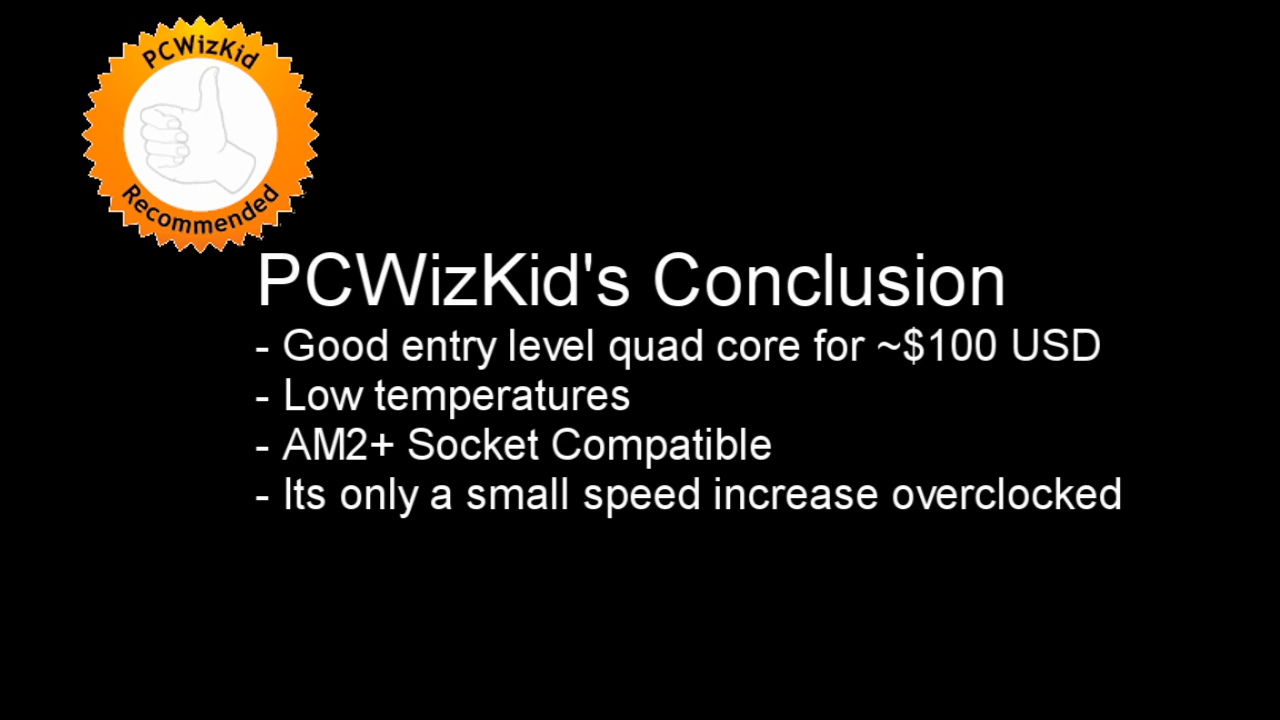 PCWizKid
Recommended
PCWizKid's Conclusion
- Good entry level quad core for ~$100 USD
- Low temperatures
- AM2+ Socket Compatible
- Its only a small speed increase overclocked